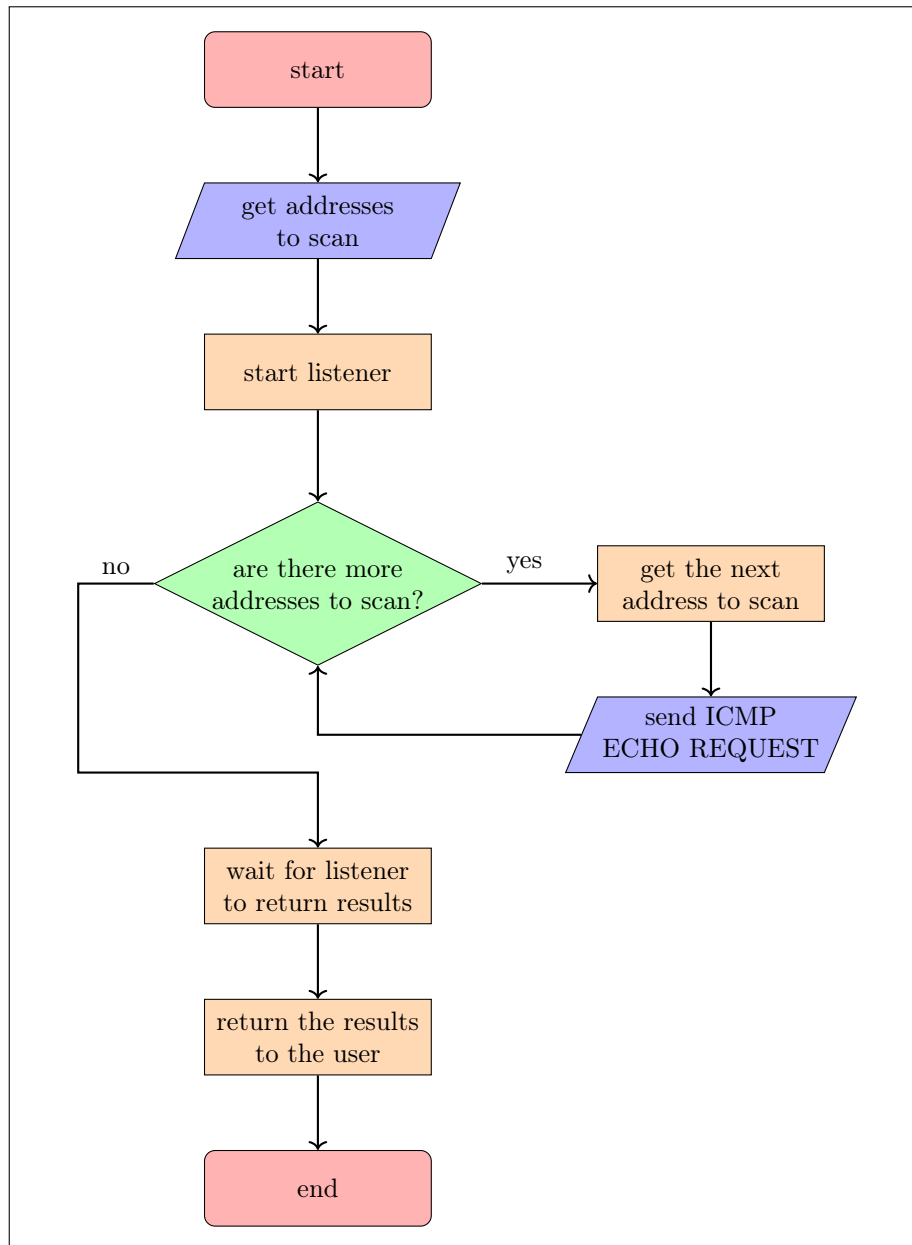 start
get addresses
to scan
start listener
no
are there more
addresses to scan?
yes
get the next
address to scan
send ICMP
ECHO REQUEST
wait for listener
to return results
return the results
to the user
end